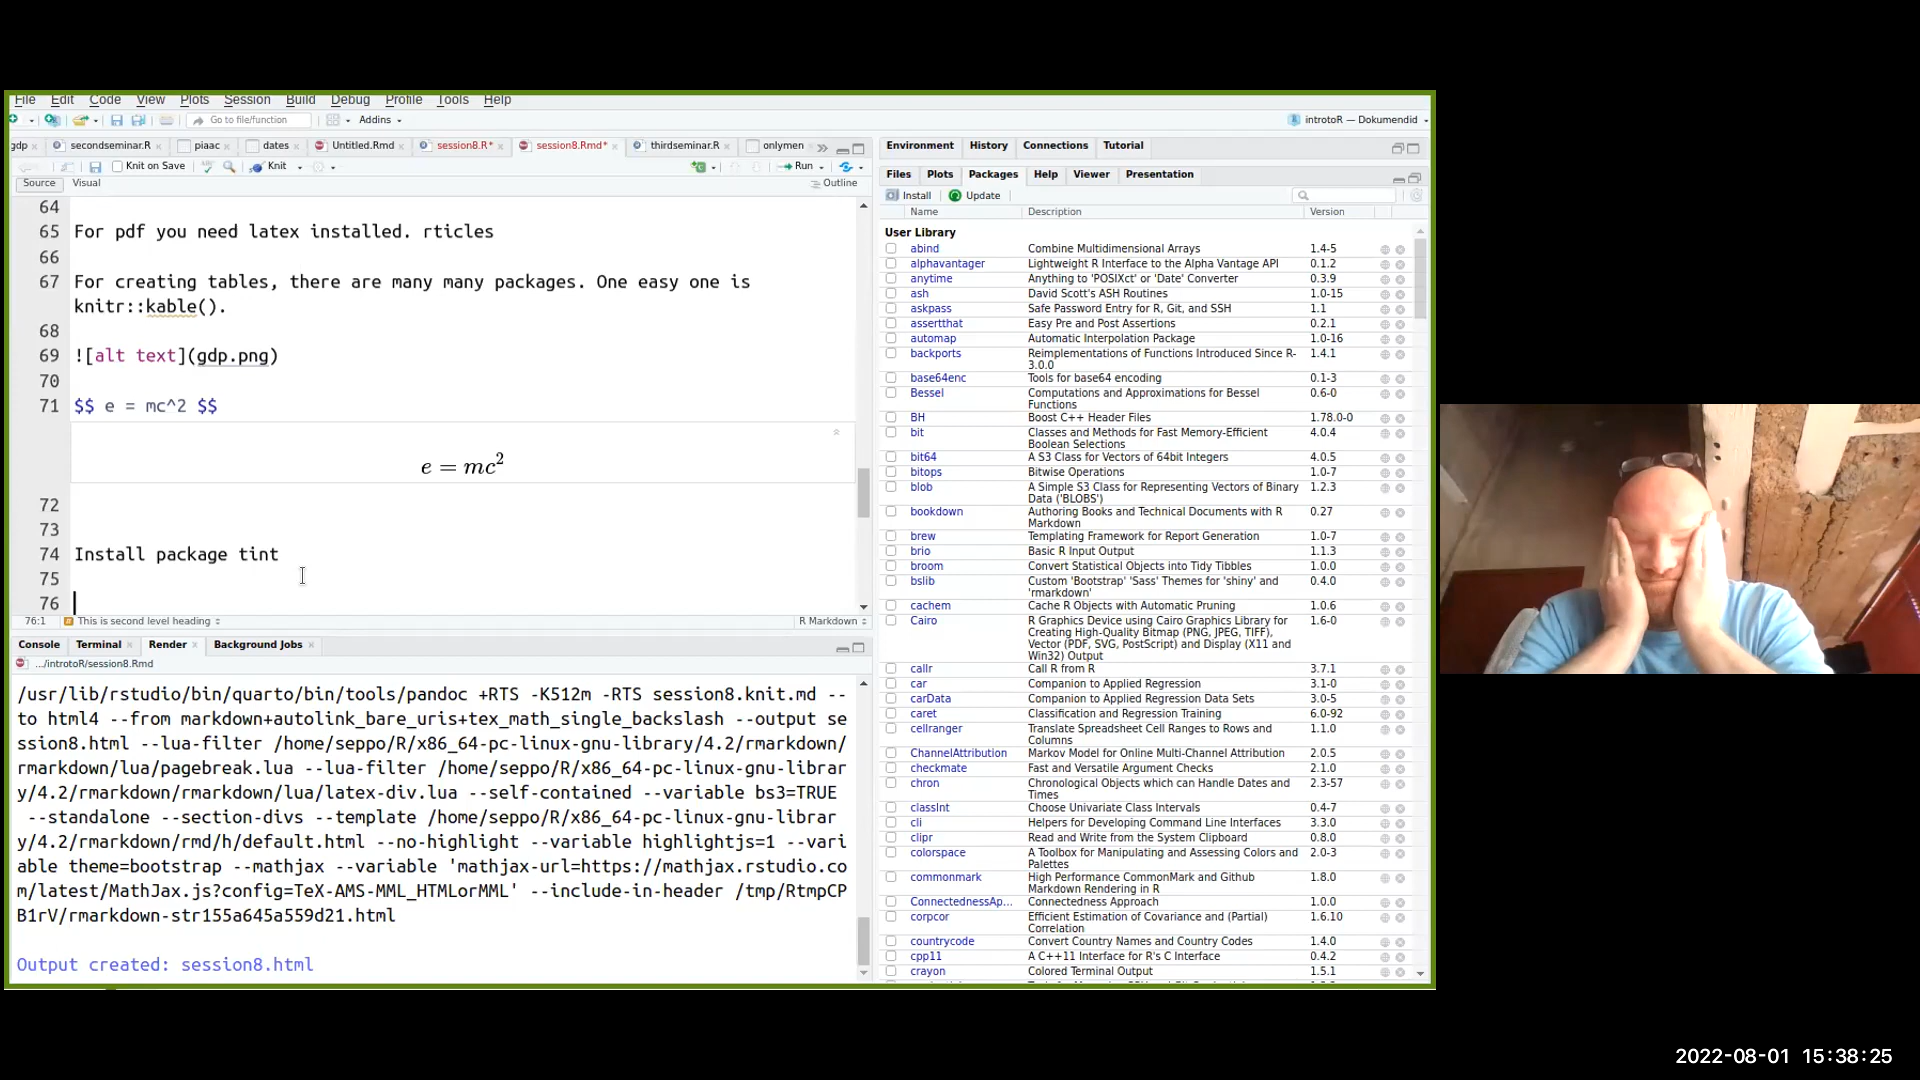 File Edit Code View Plots Session Build Debug Profile Tools Help
Go to file/function Addins introtoR — Dokumendid
gdp secondseminar.R piaac dates Untitled.Rmd session8.R* session8.Rmd* thirdseminar.R onlymen
Knit on Save Knit Run
Source Visual Outline
64
65 For pdf you need latex installed. rticles
66
67 For creating tables, there are many many packages. One easy one is
knitr::kable().
68
69 ![alt text](gdp.png)
70
71 $$ e = mc^2 $$
e = mc²
72
73
74 Install package tint
75
76
76:1 This is second level heading R Markdown
Console Terminal Render Background Jobs
.../introtoR/session8.Rmd
/usr/lib/rstudio/bin/quarto/bin/tools/pandoc +RTS -K512m -RTS session8.knit.md --
to html4 --from markdown+autolink_bare_uris+tex_math_single_backslash --output se
ssion8.html --lua-filter /home/seppo/R/x86_64-pc-linux-gnu-library/4.2/rmarkdown/
rmarkdown/lua/pagebreak.lua --lua-filter /home/seppo/R/x86_64-pc-linux-gnu-librar
y/4.2/rmarkdown/rmarkdown/lua/latex-div.lua --self-contained --variable bs3=TRUE
--standalone --section-divs --template /home/seppo/R/x86_64-pc-linux-gnu-librar
y/4.2/rmarkdown/rmd/h/default.html --no-highlight --variable highlightjs=1 --vari
able theme=bootstrap --mathjax --variable 'mathjax-url=https://mathjax.rstudio.co
m/latest/MathJax.js?config=TeX-AMS-MML_HTMLorMML' --include-in-header /tmp/RtmpCP
B1rV/rmarkdown-str155a645a559d21.html
Output created: session8.html
Environment History Connections Tutorial
Files Plots Packages Help Viewer Presentation
Install Update
Name Description Version
User Library
abind Combine Multidimensional Arrays 1.4-5
alphavantager Lightweight R Interface to the Alpha Vantage API 0.1.2
anytime Anything to 'POSIXct' or 'Date' Converter 0.3.9
ash David Scott's ASH Routines 1.0-15
askpass Safe Password Entry for R, Git, and SSH 1.1
assertthat Easy Pre and Post Assertions 0.2.1
automap Automatic Interpolation Package 1.0-16
backports Reimplementations of Functions Introduced Since R- 1.4.1
3.0.0
base64enc Tools for base64 encoding 0.1-3
Bessel Computations and Approximations for Bessel 0.6-0
Functions
BH Boost C++ Header Files 1.78.0-0
bit Classes and Methods for Fast Memory-Efficient 4.0.4
Boolean Selections
bit64 A S3 Class for Vectors of 64bit Integers 4.0.5
bitops Bitwise Operations 1.0-7
blob A Simple S3 Class for Representing Vectors of Binary 1.2.3
Data ('BLOBS')
bookdown Authoring Books and Technical Documents with R 0.27
Markdown
brew Templating Framework for Report Generation 1.0-7
brio Basic R Input Output 1.1.3
broom Convert Statistical Objects into Tidy Tibbles 1.0.0
bslib Custom 'Bootstrap' 'Sass' Themes for 'shiny' and 0.4.0
'rmarkdown'
cachem Cache R Objects with Automatic Pruning 1.0.6
Cairo R Graphics Device using Cairo Graphics Library for 1.6-0
Creating High-Quality Bitmap (PNG, JPEG, TIFF),
Vector (PDF, SVG, PostScript) and Display (X11 and
Win32) Output
callr Call R from R 3.7.1
car Companion to Applied Regression 3.1-0
carData Companion to Applied Regression Data Sets 3.0-5
caret Classification and Regression Training 6.0-92
cellranger Translate Spreadsheet Cell Ranges to Rows and 1.1.0
Columns
ChannelAttribution Markov Model for Online Multi-Channel Attribution 2.0.5
checkmate Fast and Versatile Argument Checks 2.1.0
chron Chronological Objects which can Handle Dates and 2.3-57
Times
classInt Choose Univariate Class Intervals 0.4-7
cli Helpers for Developing Command Line Interfaces 3.3.0
clipr Read and Write from the System Clipboard 0.8.0
colorspace A Toolbox for Manipulating and Assessing Colors and 2.0-3
Palettes
commonmark High Performance CommonMark and Github 1.8.0
Markdown Rendering in R
ConnectednessAp... Connectedness Approach 1.0.0
corpcor Efficient Estimation of Covariance and (Partial) 1.6.10
Correlation
countrycode Convert Country Names and Country Codes 1.4.0
cpp11 A C++11 Interface for R's C Interface 0.4.2
crayon Colored Terminal Output 1.5.1
2022-08-01 15:38:25